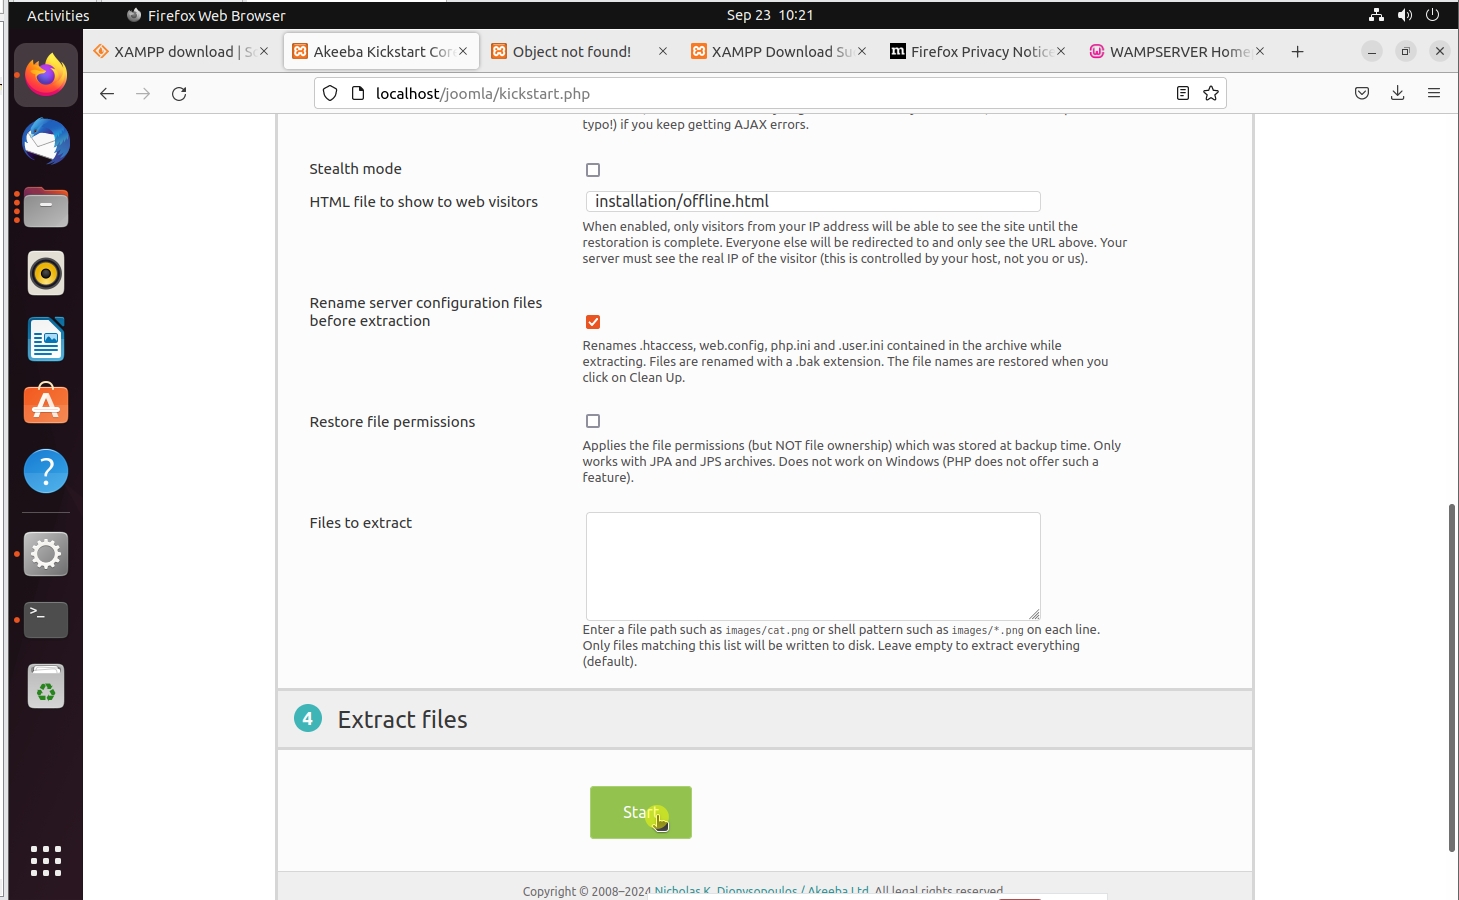 Activities
Firefox Web Browser
Sep 23 10:21
XAMPP download | S
Akeeba Kickstart Cor
Object not found!
XAMPP Download Su
Firefox Privacy Notic
WAMPSERVER Home
localhost/joomla/kickstart.php
typo!) if you keep getting AJAX errors.
Stealth mode
HTML file to show to web visitors
installation/offline.html
When enabled, only visitors from your IP address will be able to see the site until the
restoration is complete. Everyone else will be redirected to and only see the URL above. Your
server must see the real IP of the visitor (this is controlled by your host, not you or us).
Rename server configuration files
before extraction
Renames .htaccess, web.config, php.ini and .user.ini contained in the archive while
extracting. Files are renamed with a .bak extension. The file names are restored when you
click on Clean Up.
Restore file permissions
Applies the file permissions (but NOT file ownership) which was stored at backup time. Only
works with JPA and JPS archives. Does not work on Windows (PHP does not offer such a
feature).
Files to extract
Enter a file path such as images/cat.png or shell pattern such as images/*.png on each line.
Only files matching this list will be written to disk. Leave empty to extract everything
(default).
4 Extract files
Start
Copyright © 2008–2024 Nicholas K. Dionysopoulos / Akeeba Ltd. All legal rights reserved